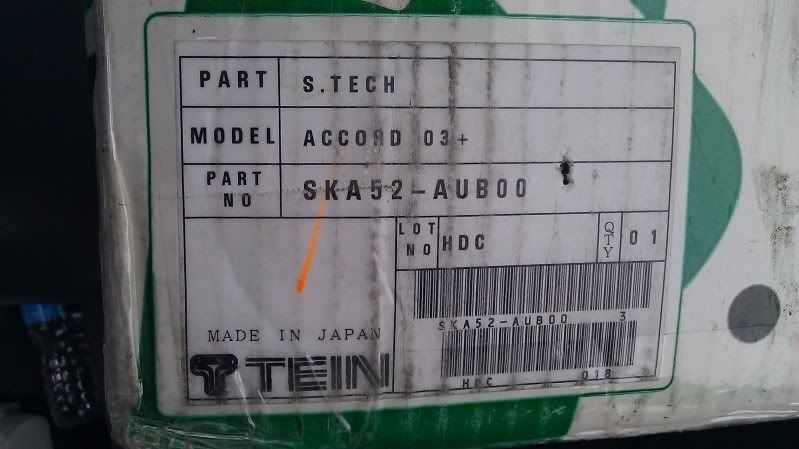 PART S.TECH
MODEL ACCORD 03+
PART NO SKA52-AUB00
LOT NO HDC QTY 01
SKA52-AUB00 3
MADE IN JAPAN
TEIN
HDC 018